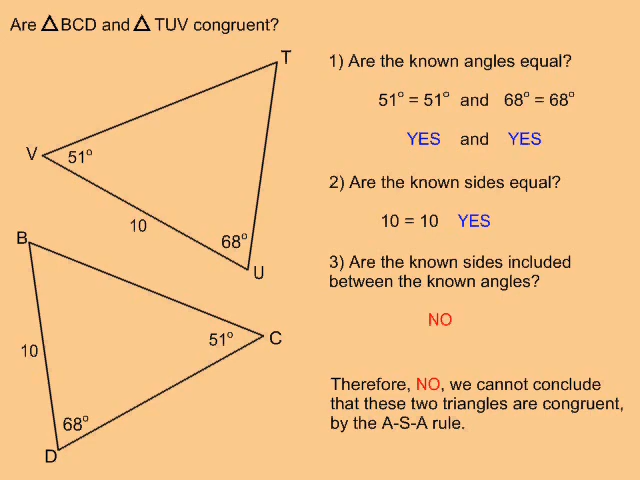 Are △BCD and △ TUV congruent?
T
V
51°
10
68°
U
B
10
51°
C
68°
D
1) Are the known angles equal?
51° = 51° and 68° = 68°
YES and YES
2) Are the known sides equal?
10 = 10 YES
3) Are the known sides included
between the known angles?
NO
Therefore, NO, we cannot conclude
that these two triangles are congruent,
by the A-S-A rule.